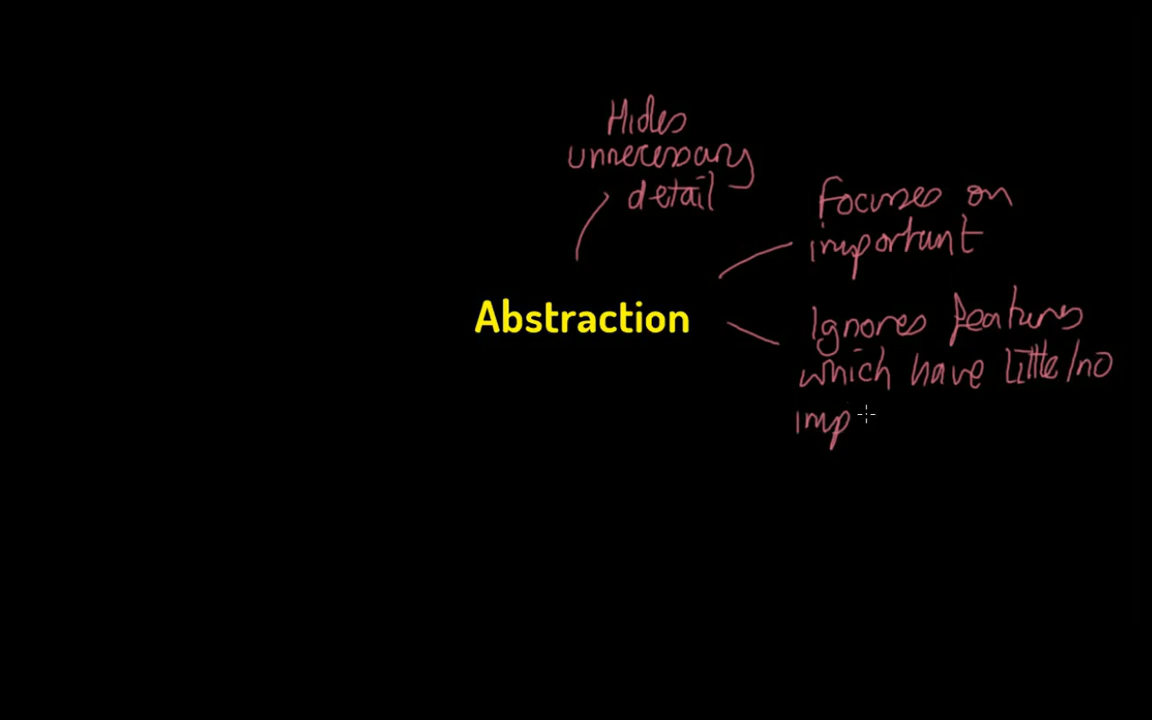 Hides
unnecessary
detail
Focuses on
important
Abstraction
Ignores features
which have little/no
imp